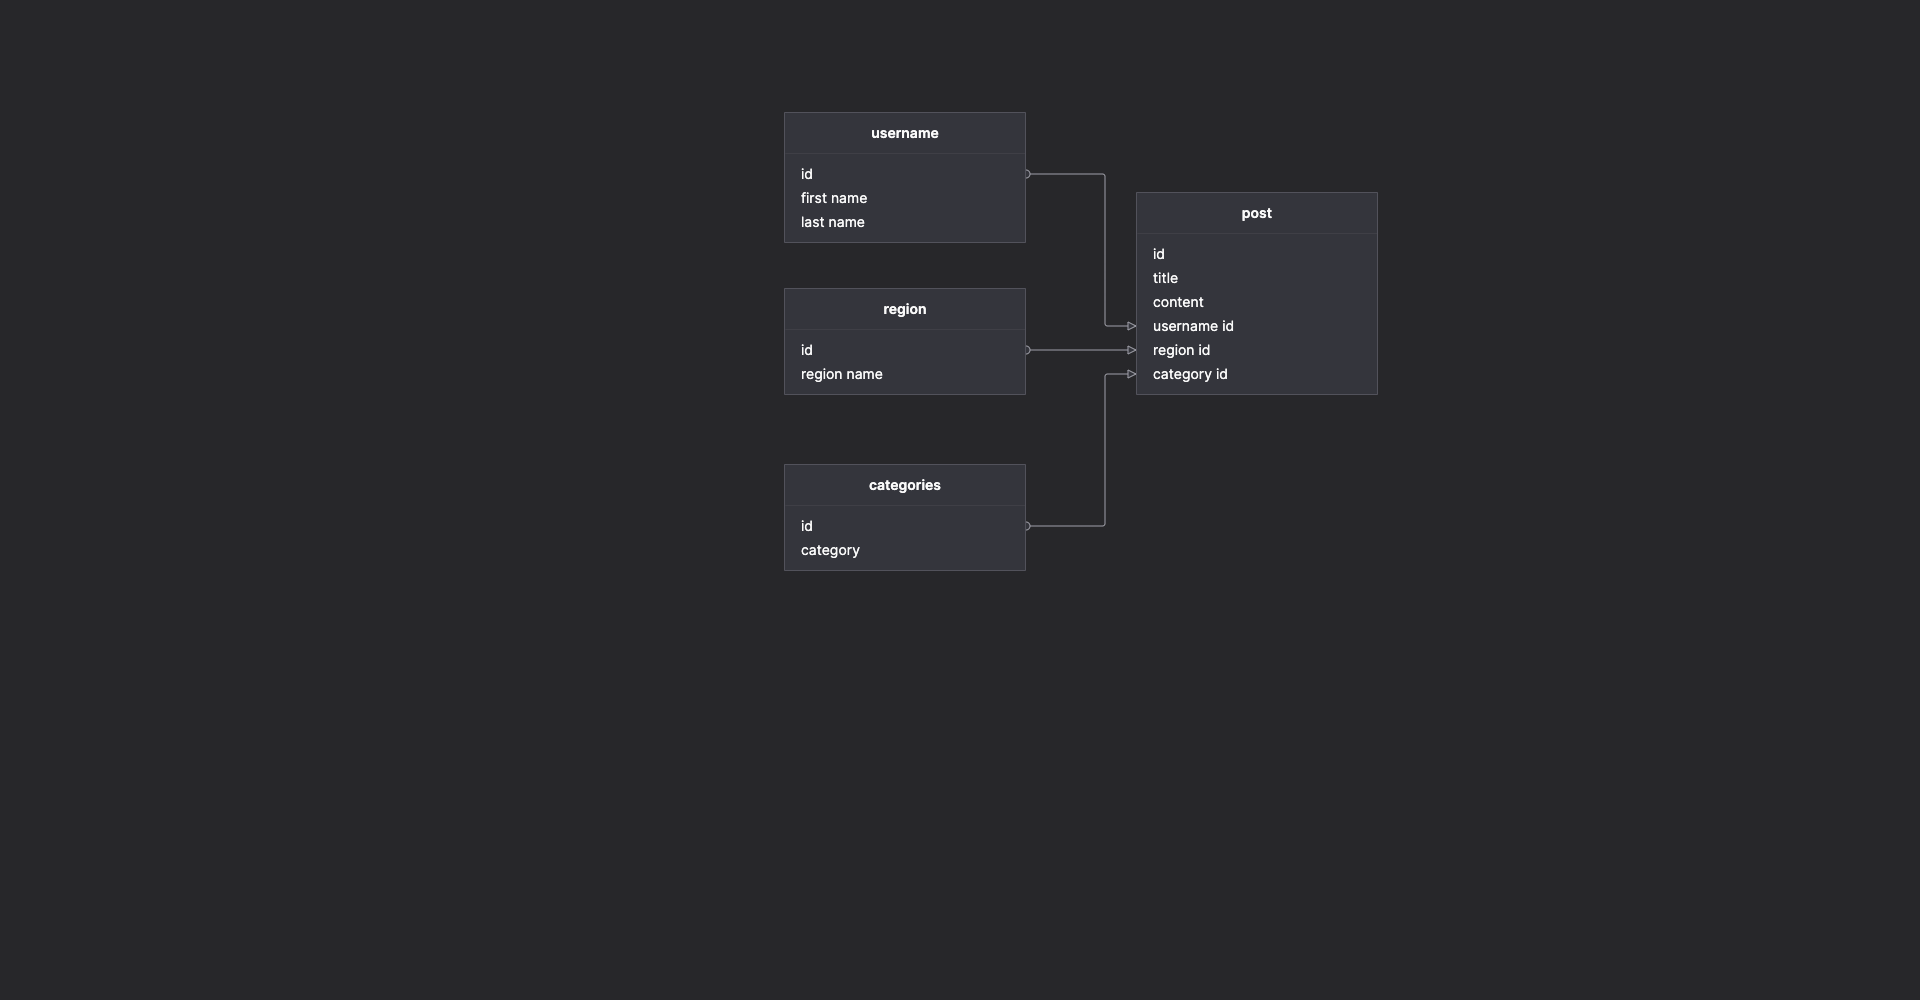 username
id
first name
last name
region
id
region name
categories
id
category
post
id
title
content
username id
region id
category id